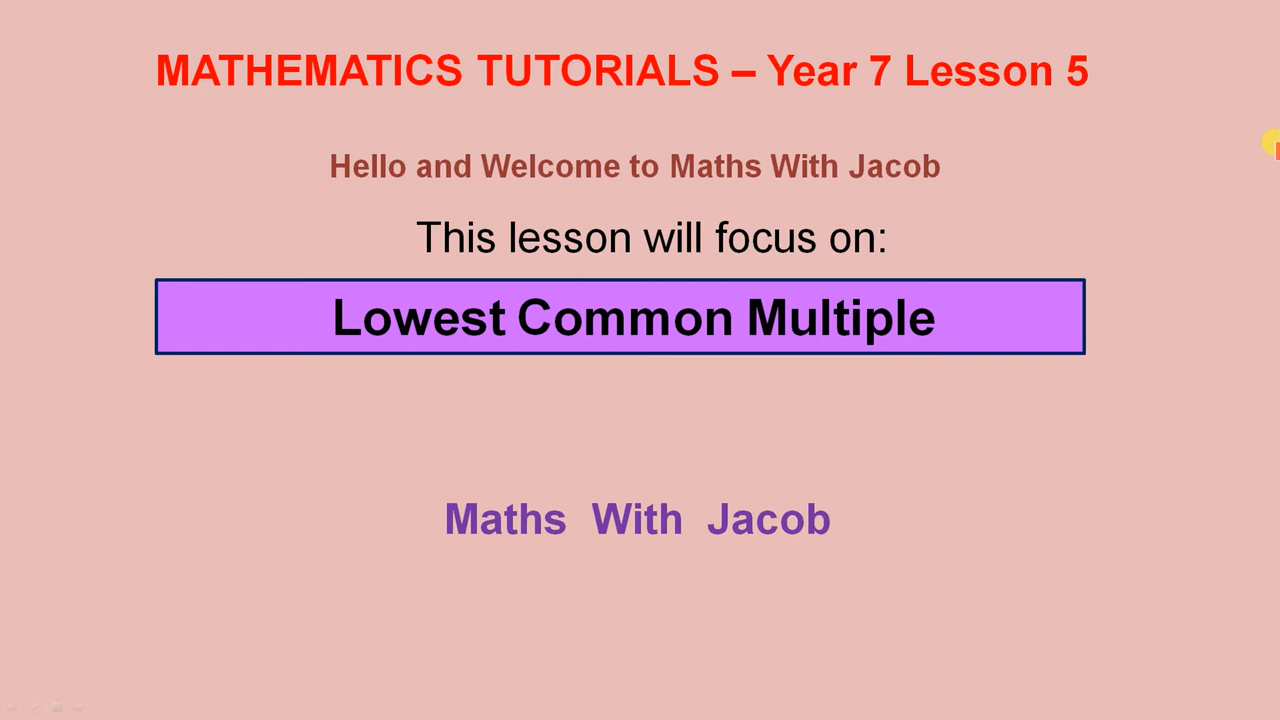 MATHEMATICS TUTORIALS – Year 7 Lesson 5
Hello and Welcome to Maths With Jacob
This lesson will focus on:
Lowest Common Multiple
Maths With Jacob